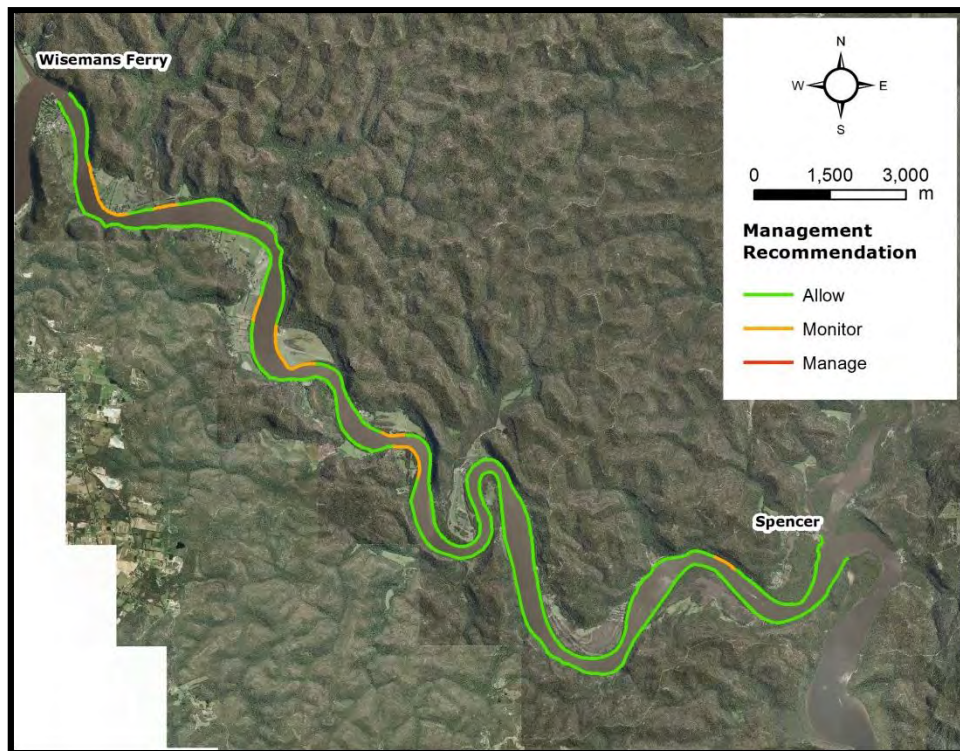 Wisemans Ferry
N
W E
S
0 1,500 3,000
m
Management
Recommendation
Allow
Monitor
Manage
Spencer